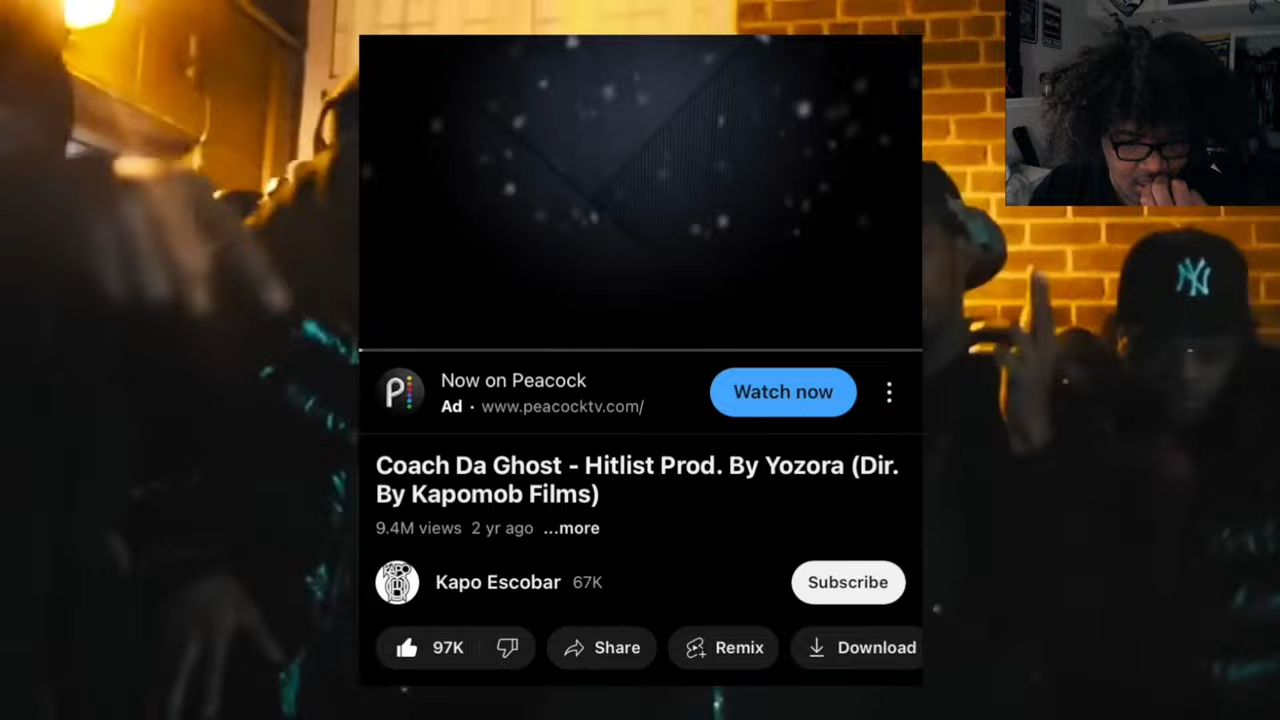 NY
Now on Peacock
Watch now
Ad · www.peacocktv.com/
Coach Da Ghost - Hitlist Prod. By Yozora (Dir.
By Kapomob Films)
9.4M views 2 yr ago ...more
Kapo Escobar 67K
Subscribe
97K
Share
Remix
Download